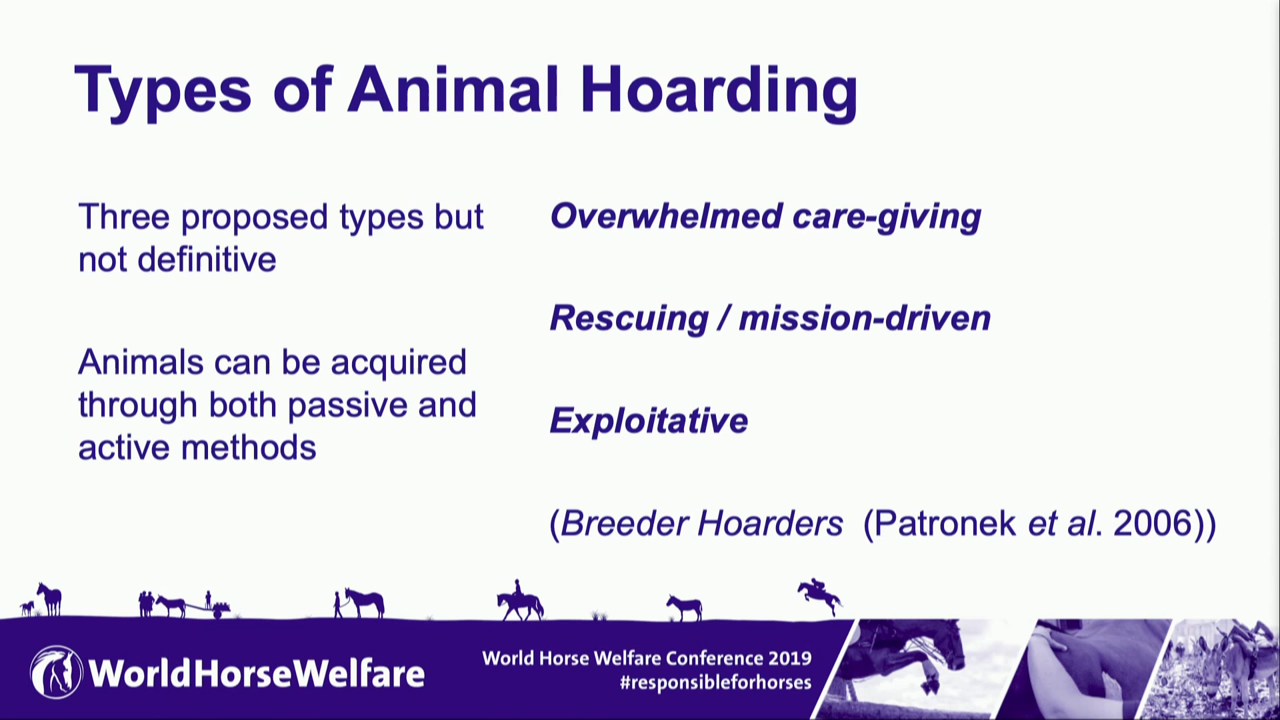 Types of Animal Hoarding
Three proposed types but
not definitive
Animals can be acquired
through both passive and
active methods
Overwhelmed care-giving
Rescuing / mission-driven
Exploitative
(Breeder Hoarders (Patronek et al. 2006))
WorldHorseWelfare
World Horse Welfare Conference 2019
#responsibleforhorses